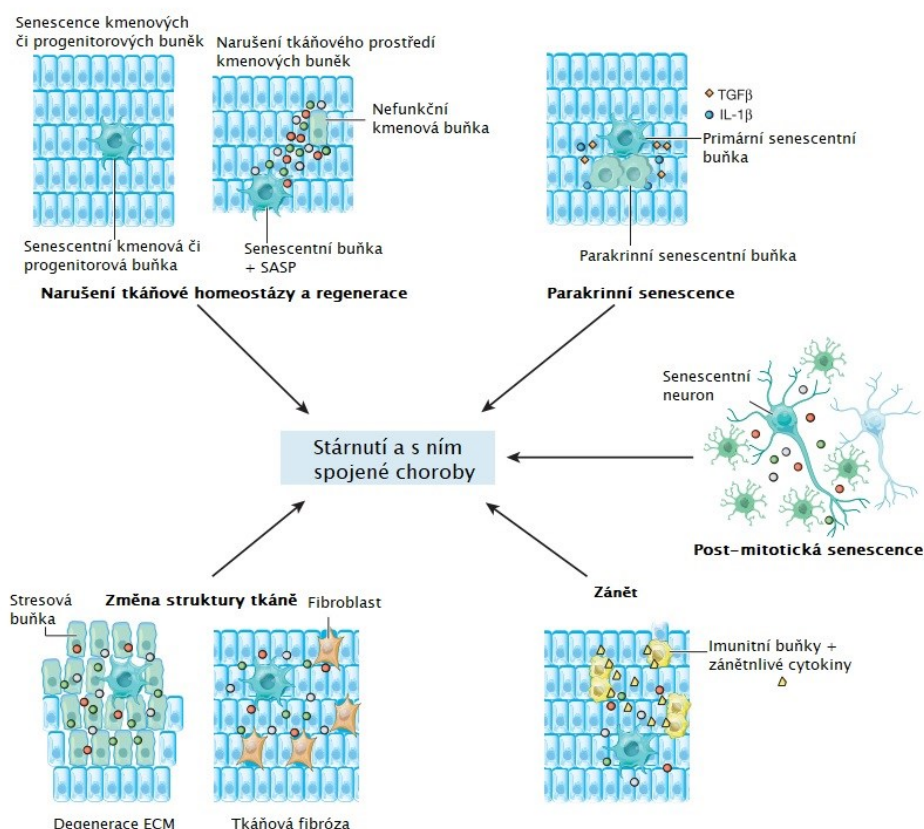 Senescence kmenových
či progenitorových buněk
Narušení tkáňového prostředí
kmenových buněk
Nefunkční
kmenová buňka
Senescentní kmenová či
progenitorová buňka
Senescentní buňka
+ SASP
Narušení tkáňové homeostázy a regenerace
TGFβ
IL-1β
Primární senescentní
buňka
Parakrinní senescentní buňka
Parakrinní senescence
Senescentní
neuron
Post-mitotická senescence
Stárnutí a s ním
spojené choroby
Změna struktury tkáně
Stresová
buňka
Fibroblast
Degenerace ECM
Tkáňová fibróza
Zánět
Imunitní buňky +
zánětnlivé cytokiny